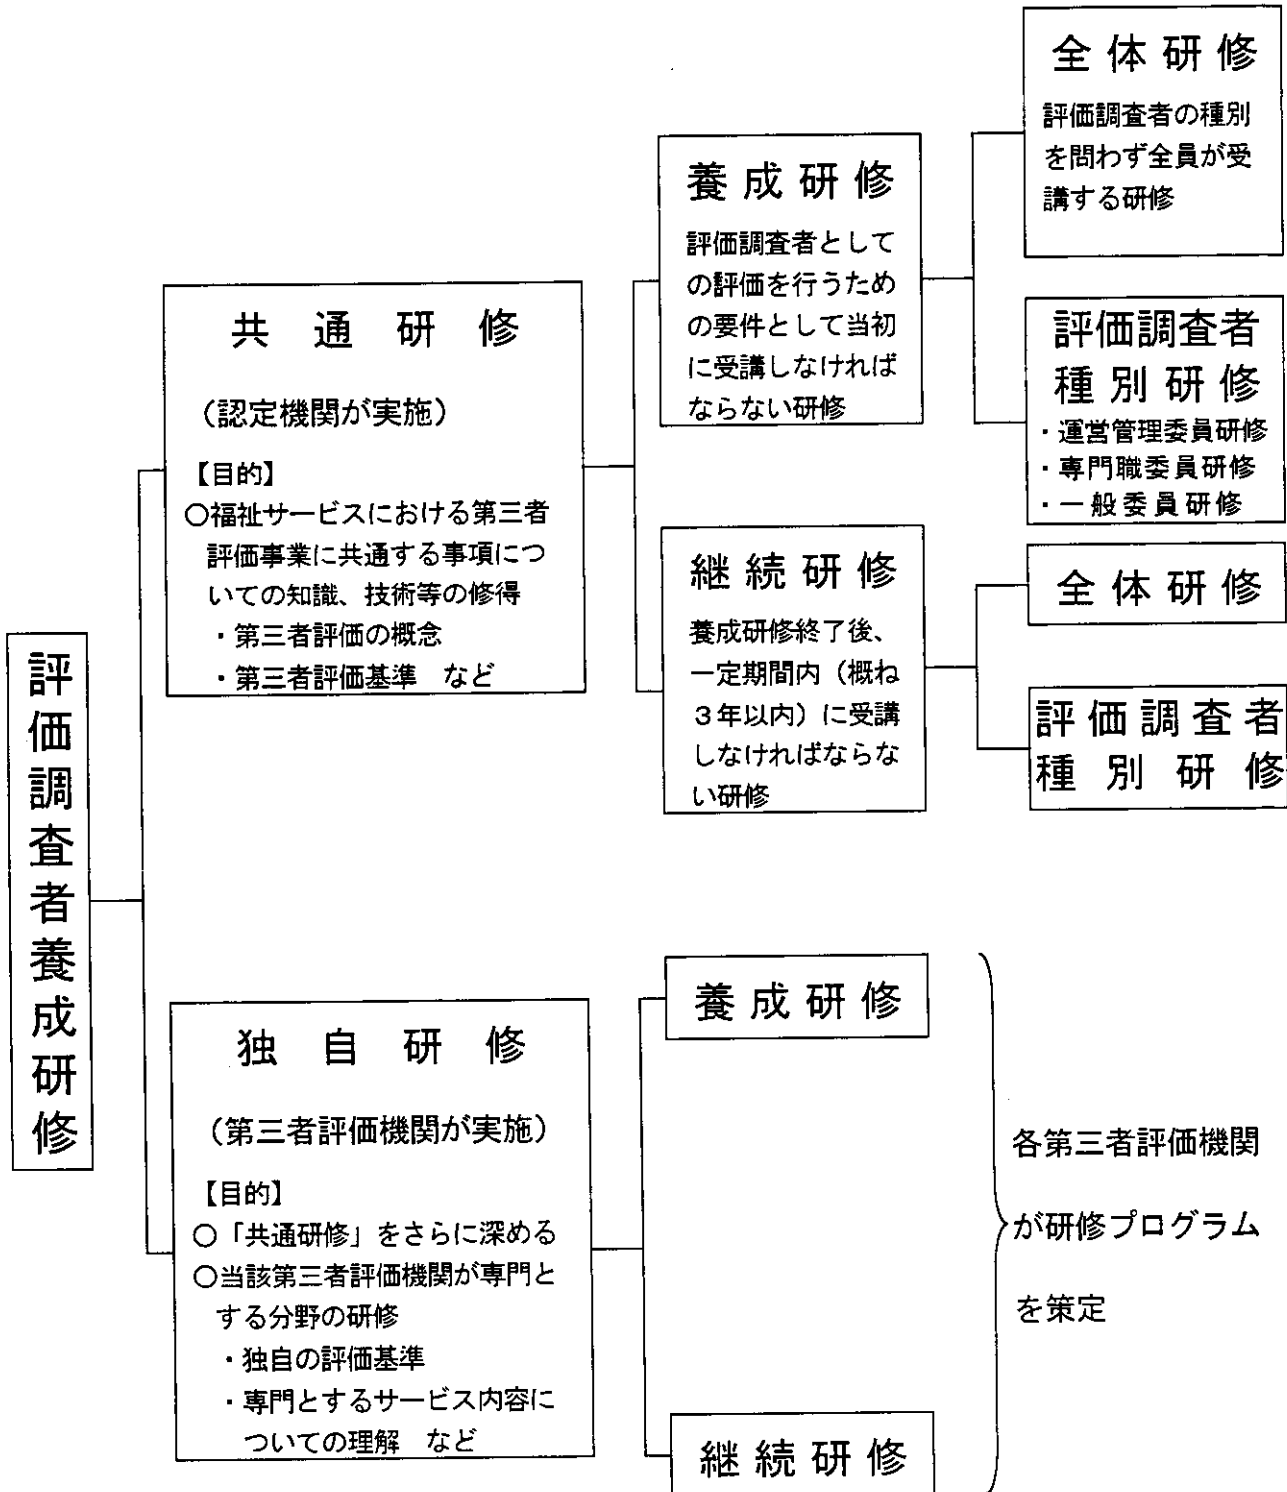 評価調査者養成研修
共通研修
（認定機関が実施）
【目的】
○福祉サービスにおける第三者
評価事業に共通する事項につ
いての知識、技術等の修得
・第三者評価の概念
・第三者評価基準　など
養成研修
評価調査者として
の評価を行うため
の要件として当初
に受講しなければ
ならない研修
全体研修
評価調査者の種別
を問わず全員が受
講する研修
評価調査者
種別研修
・運営管理委員研修
・専門職委員研修
・一般委員研修
継続研修
養成研修終了後、
一定期間内（概ね
３年以内）に受講
しなければならな
い研修
全体研修
評価調査者
種別研修
独自研修
（第三者評価機関が実施）
【目的】
○「共通研修」をさらに深める
○当該第三者評価機関が専門と
する分野の研修
・独自の評価基準
・専門とするサービス内容に
ついての理解　など
養成研修
継続研修
各第三者評価機関
が研修プログラム
を策定